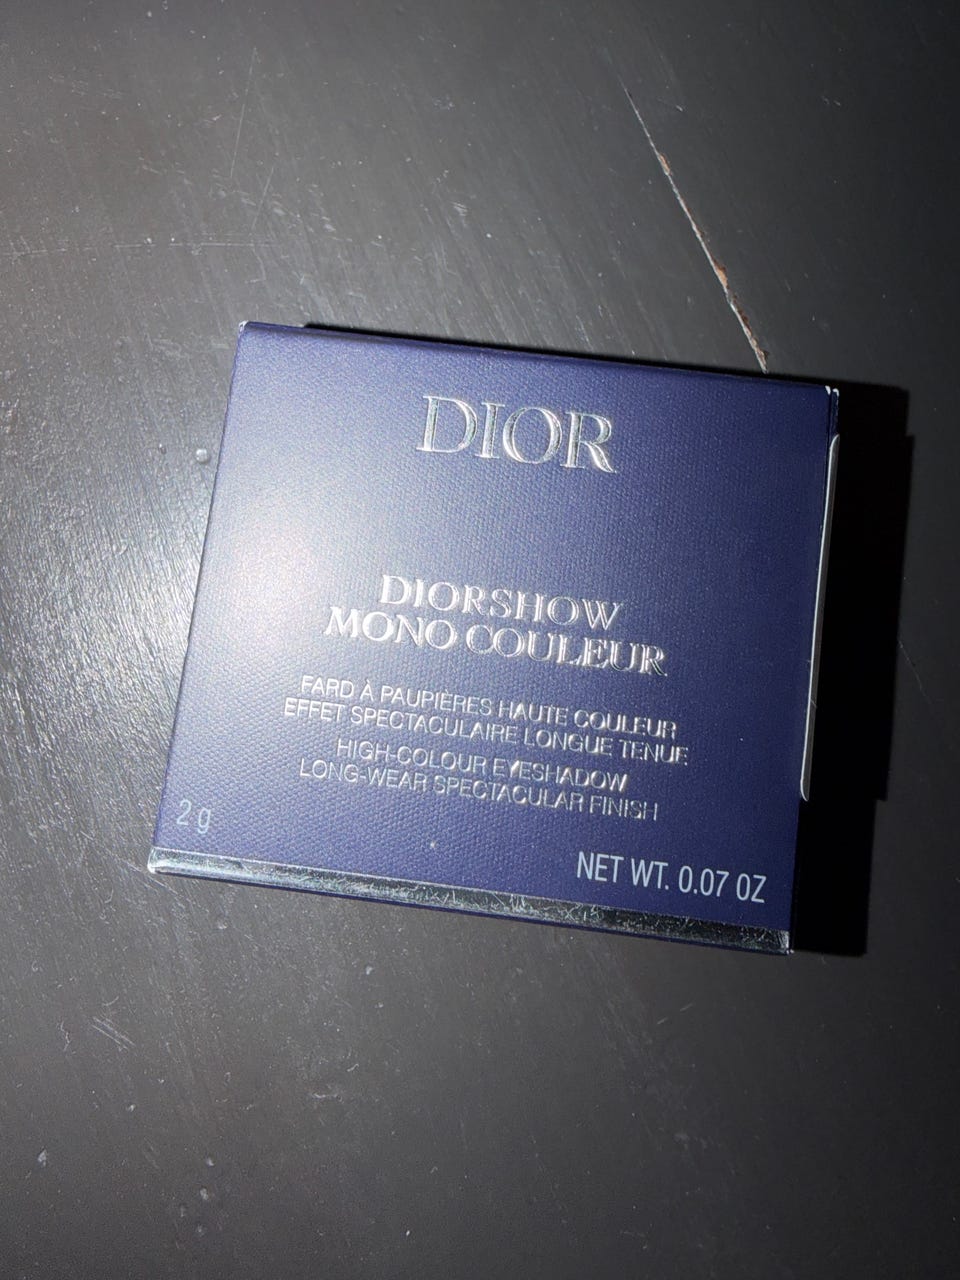 DIOR
DIORSHOW
MONO COULEUR
FARD À PAUPIÈRES HAUTE COULEUR
EFFET SPECTACULAIRE LONGUE TENUE
HIGH-COLOUR EYESHADOW
LONG-WEAR SPECTACULAR FINISH
2 g
NET WT. 0.07 OZ